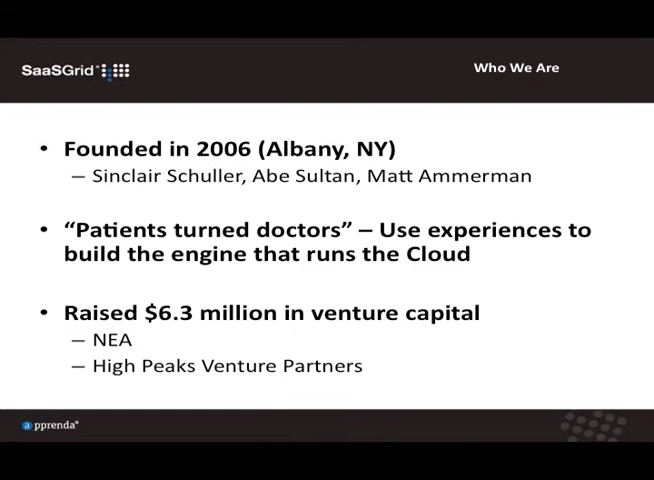 SaaSGrid
Who We Are
• Founded in 2006 (Albany, NY)
– Sinclair Schuller, Abe Sultan, Matt Ammerman
• “Patients turned doctors” – Use experiences to
build the engine that runs the Cloud
• Raised $6.3 million in venture capital
– NEA
– High Peaks Venture Partners
apprenda